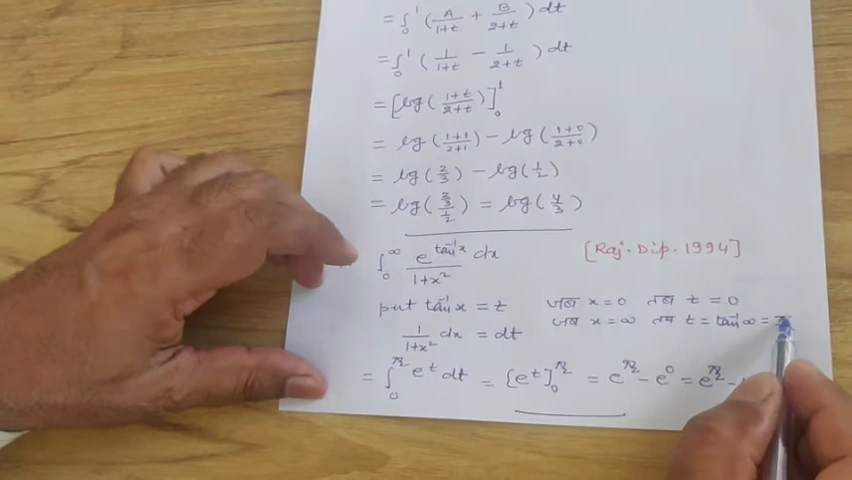 = ∫₀¹ (A/1+t + B/2+t) dt
= ∫₀¹ (1/1+t − 1/2+t) dt
= [log(1+t/2+t)]₀¹
= log(1+1/2+1) − log(1+0/2+0)
= log(2/3) − log(1/2)
= log(2/3/1/2) = log(4/3)
∫₀^∞ e^tan⁻¹x/1+x² dx [Raj. Dip. 1994]
put tan⁻¹x = t जब x=0 तब t=0
1/1+x² dx = dt जब x=∞ तब t=tan⁻¹∞=π
= ∫₀^π/2 e^t dt = [e^t]₀^π/2 = e^π/2 − e⁰ = e^π/2 −